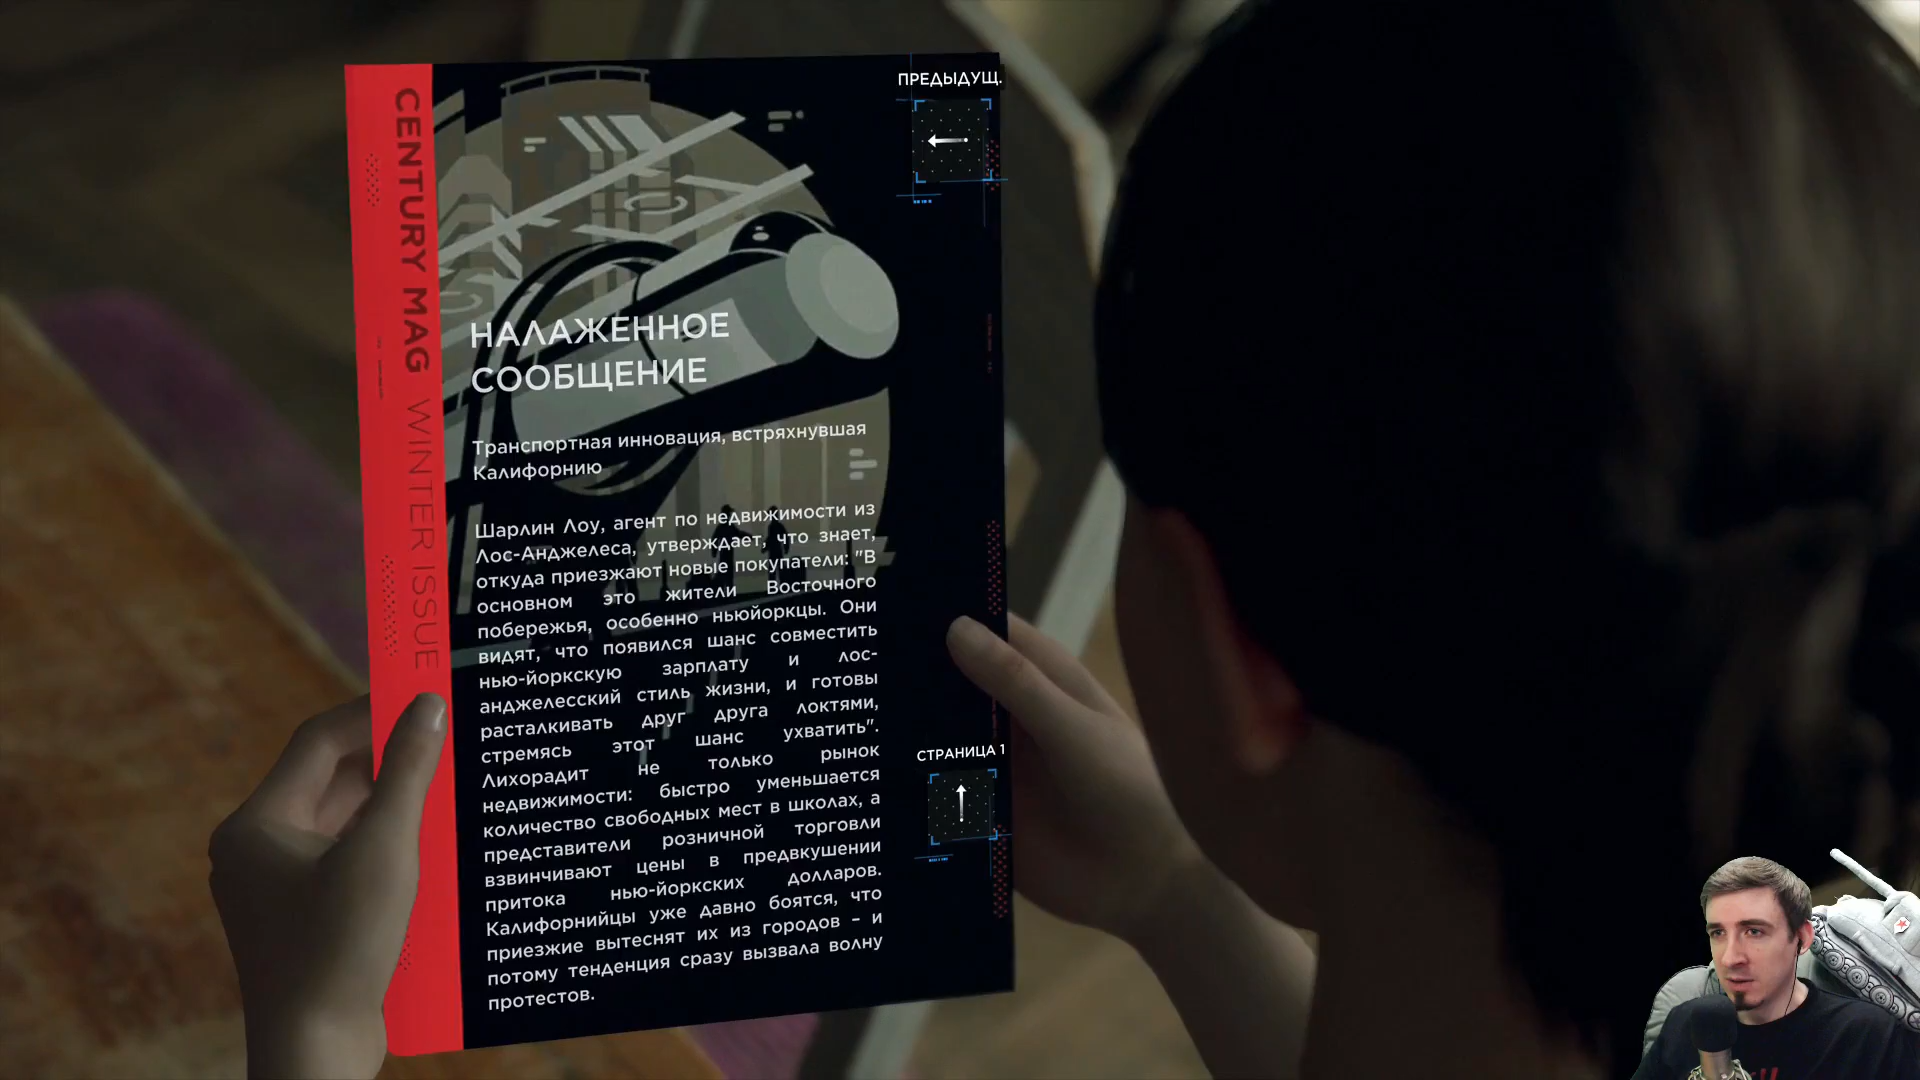 CENTURY MAG WINTER ISSUE
ПРЕДЫДУЩ.
НАЛАЖЕННОЕ
СООБЩЕНИЕ
Транспортная инновация, встряхнувшая
Калифорнию
Шарлин Лоу, агент по недвижимости из
Лос-Анджелеса, утверждает, что знает,
откуда приезжают новые покупатели: "В
основном это жители Восточного
побережья, особенно ньюйоркцы. Они
видят, что появился шанс совместить
нью-йоркскую зарплату и лос-
анджелесский стиль жизни, и готовы
расталкивать друг друга локтями,
стремясь этот шанс ухватить".
Лихорадит не только рынок
недвижимости: быстро уменьшается
количество свободных мест в школах, а
представители розничной торговли
взвинчивают цены в предвкушении
притока нью-йоркских долларов.
Калифорнийцы уже давно боятся, что
приезжие вытеснят их из городов – и
потому тенденция сразу вызвала волну
протестов.
СТРАНИЦА 1